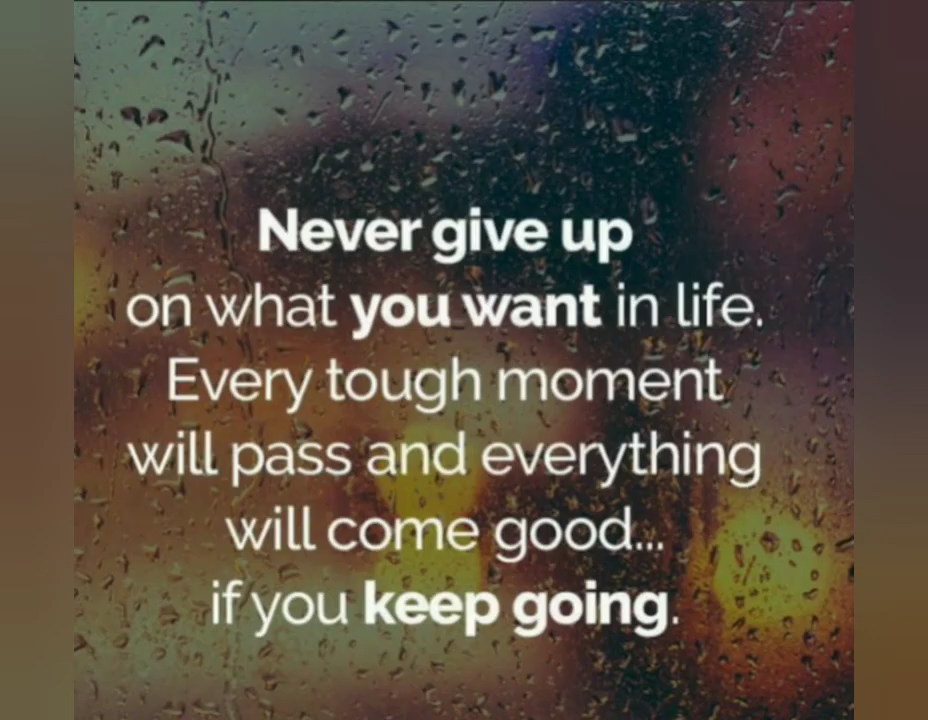 Never give up
on what you want in life.
Every tough moment
will pass and everything
will come good...
if you keep going.